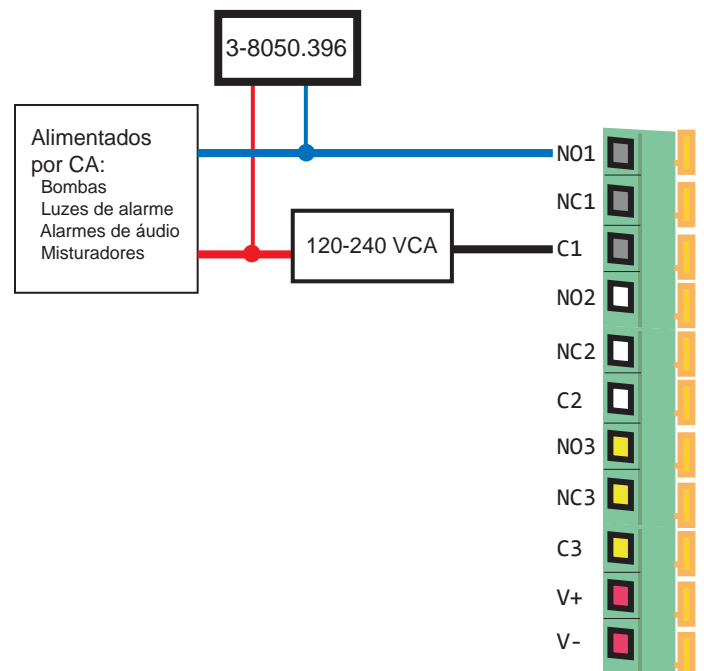 3-8050.396
Alimentados
por CA:
Bombas
Luzes de alarme
Alarmes de áudio
Misturadores
120-240 VCA
NO1
NC1
C1
NO2
NC2
C2
NO3
NC3
C3
V+
V-